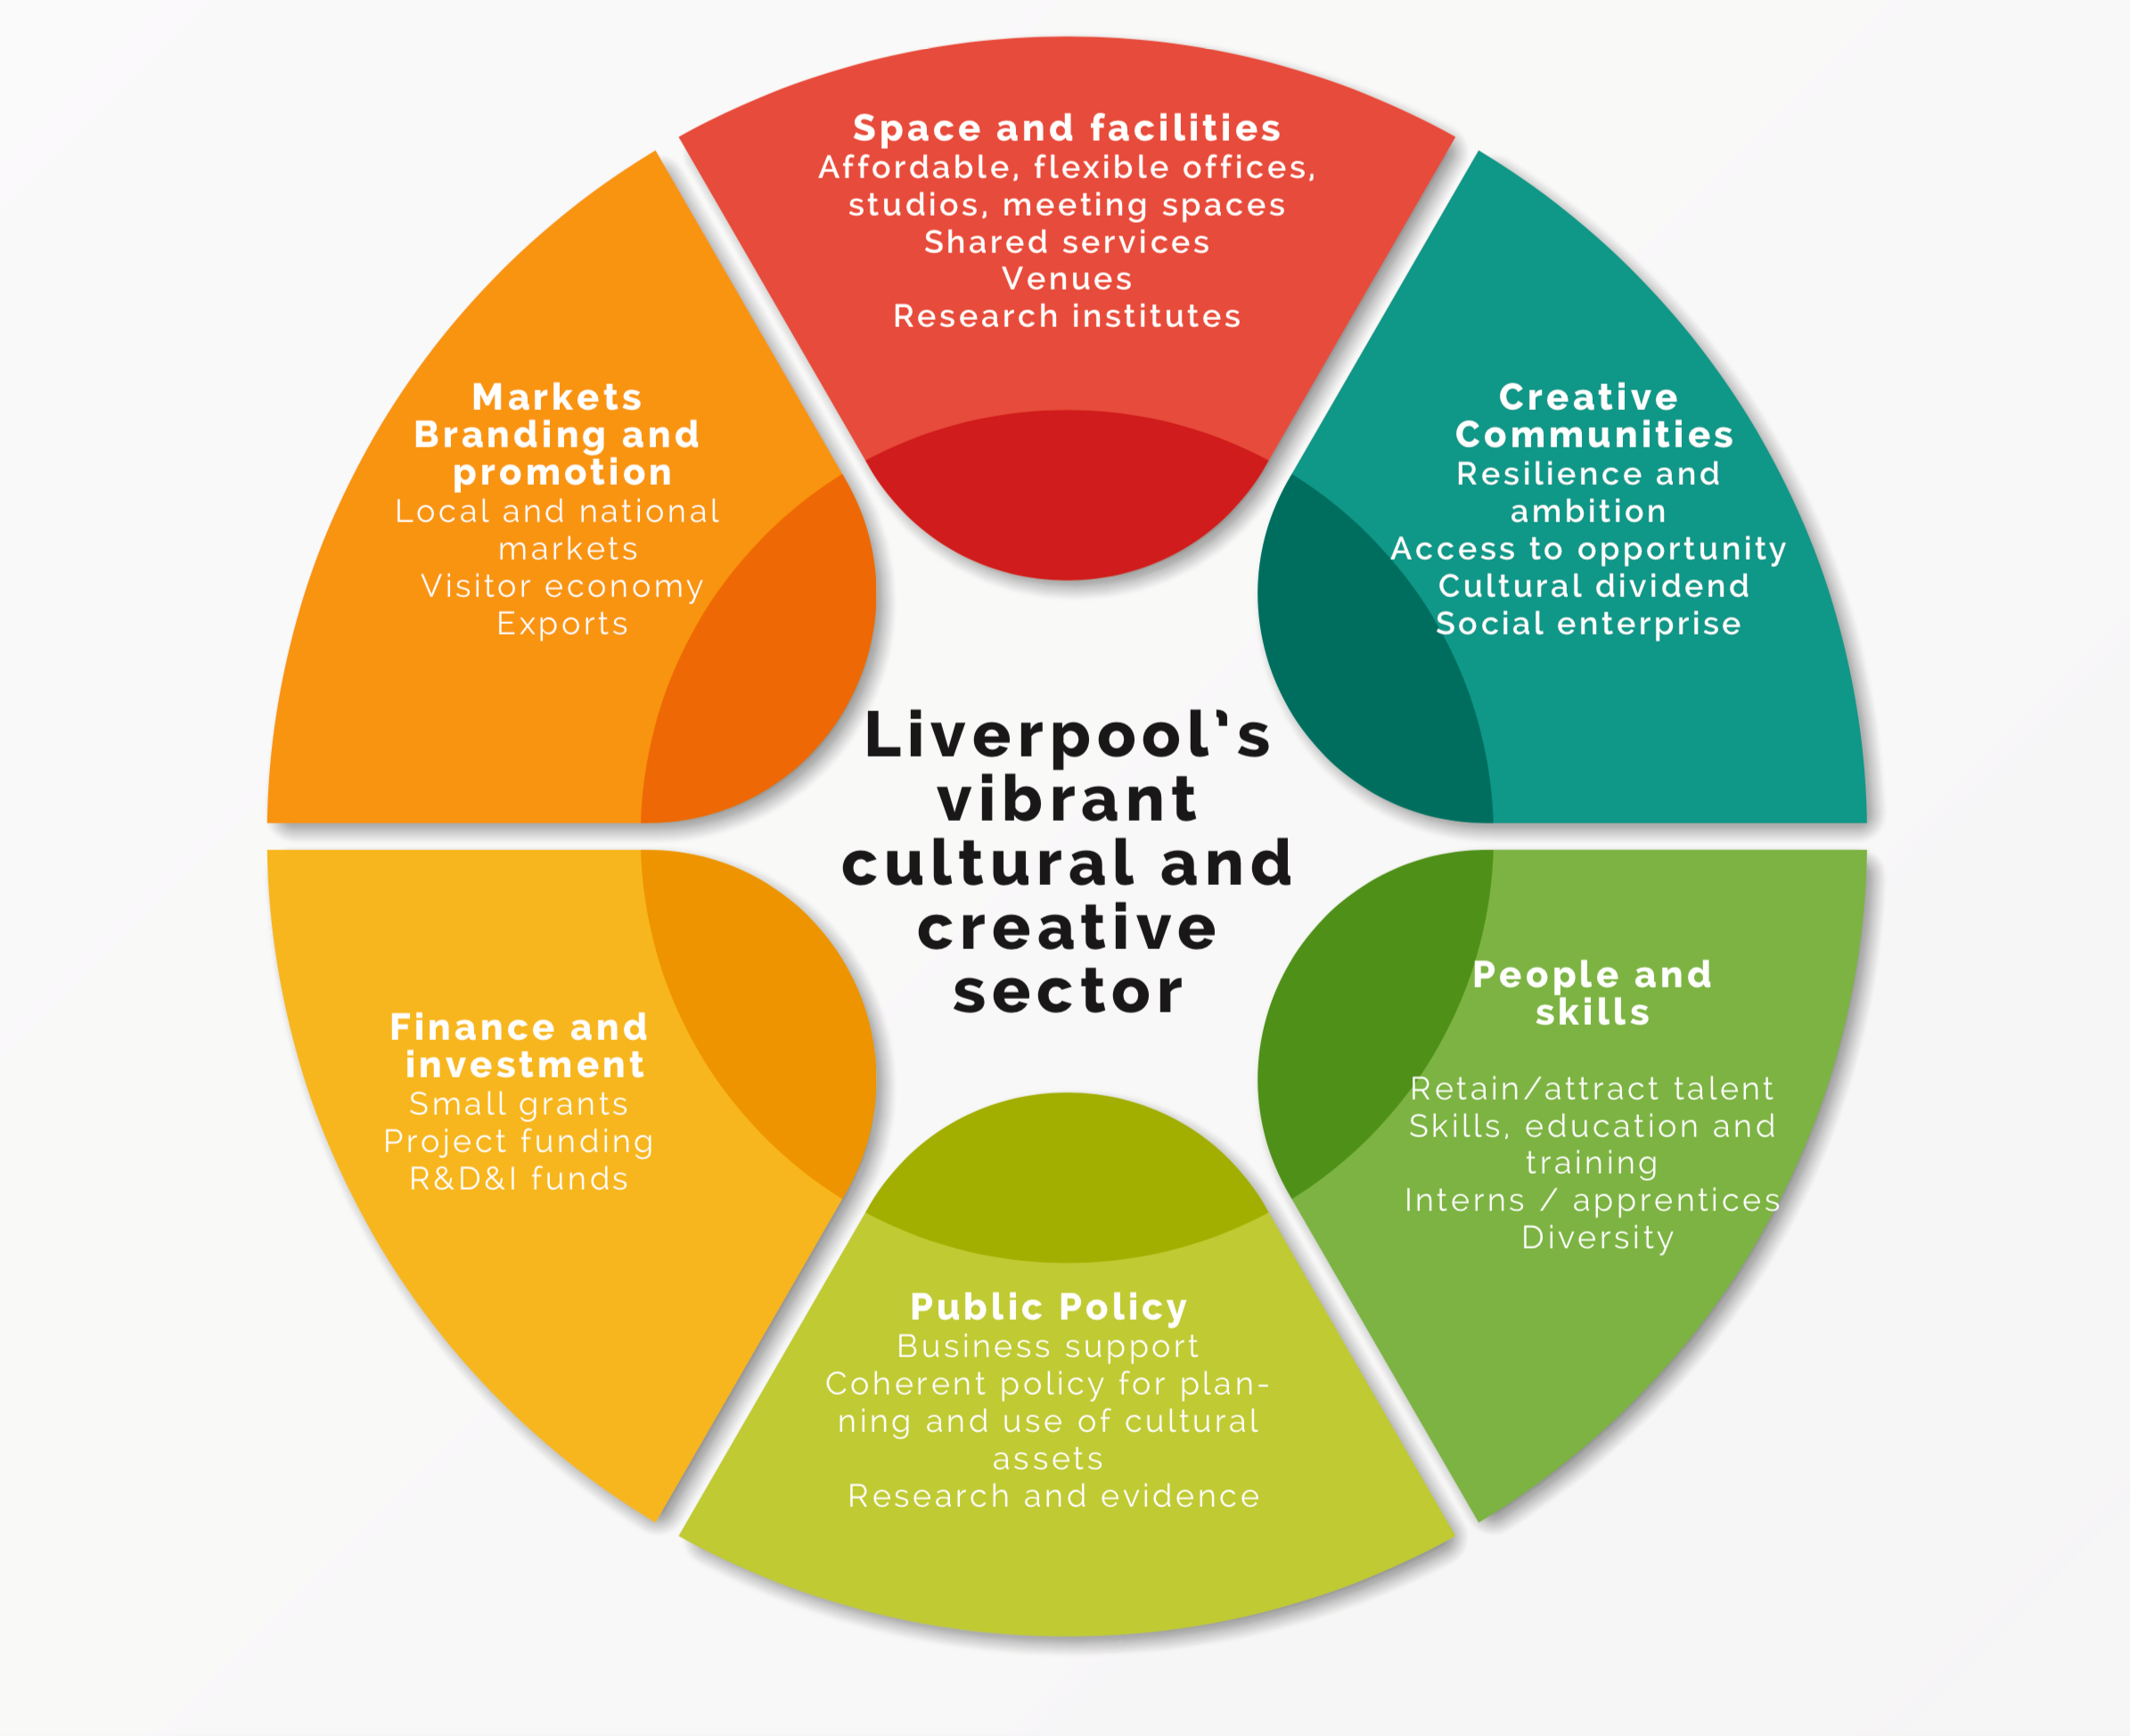 Space and facilities
Affordable, flexible offices,
studios, meeting spaces
Shared services
Venues
Research institutes
Creative
Communities
Resilience and
ambition
Access to opportunity
Cultural dividend
Social enterprise
People and
skills
Retain/attract talent
Skills, education and
training
Interns / apprentices
Diversity
Public Policy
Business support
Coherent policy for plan-
ning and use of cultural
assets
Research and evidence
Finance and
investment
Small grants
Project funding
R&D&I funds
Markets
Branding and
promotion
Local and national
markets
Visitor economy
Exports
Liverpool's
vibrant
cultural and
creative
sector